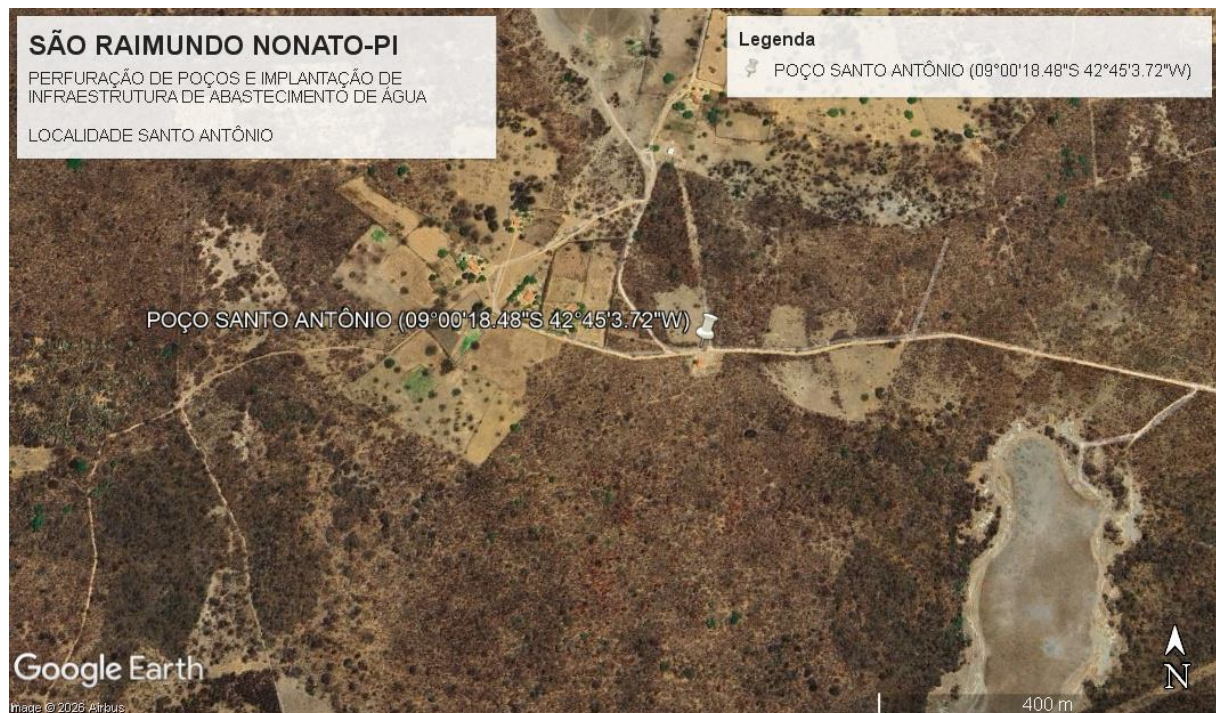 SÃO RAIMUNDO NONATO-PI
PERFURAÇÃO DE POÇOS E IMPLANTAÇÃO DE
INFRAESTRUTURA DE ABASTECIMENTO DE ÁGUA
LOCALIDADE SANTO ANTÔNIO
Legenda
POÇO SANTO ANTÔNIO (09°00'18.48"S 42°45'3.72"W)
POÇO SANTO ANTÔNIO (09°00'18.48"S 42°45'3.72"W)
Google Earth
Image © 2026 Airbus
400 m
N